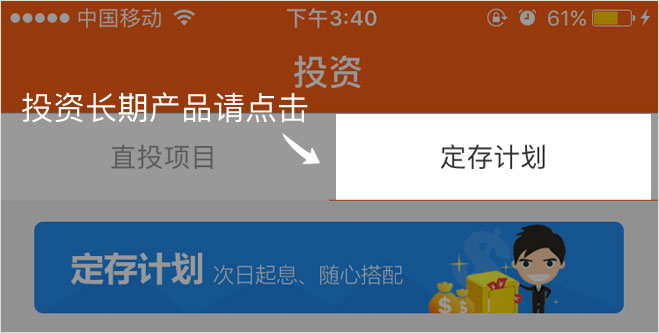 中国移动 下午3:40 61%
投资
投资长期产品请点击
直投项目 定存计划
定存计划 次日起息、随心搭配